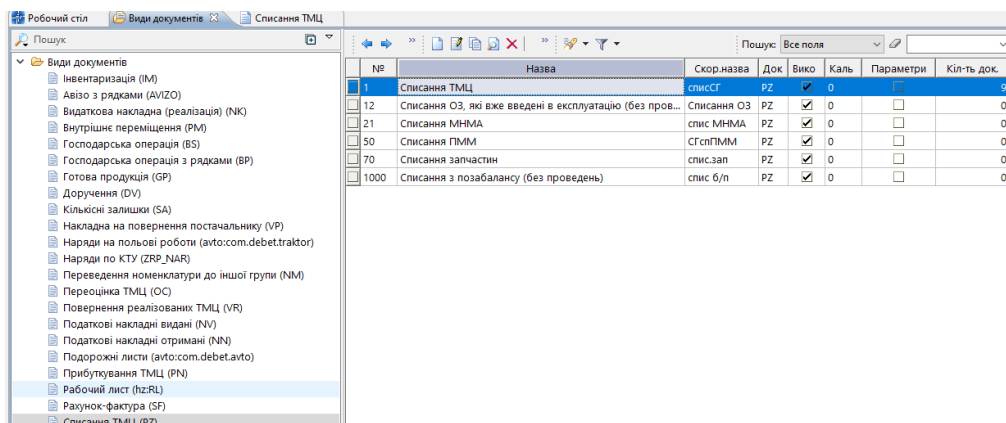 Робочий стіл Види документів Списання ТМЦ
Пошук
Пошук: Все поля
Види документів
Інвентаризація (IM)
Авізо з рядками (AVIZO)
Видаткова накладна (реалізація) (NK)
Внутрішнє переміщення (PM)
Господарська операція (BS)
Господарська операція з рядками (BP)
Готова продукція (GP)
Доручення (DV)
Кількісні залишки (SA)
Накладна на повернення постачальнику (VP)
Наряди на польові роботи (avto:com.debet.traktor)
Наряди по КТУ (ZRP_NAR)
Переведення номенклатури до іншої групи (NM)
Переоцінка ТМЦ (OC)
Повернення реалізованих ТМЦ (VR)
Податкові накладні видані (NV)
Податкові накладні отримані (NN)
Подорожні листи (avto:com.debet.avto)
Прибуткування ТМЦ (PN)
Рабочий лист (hz:RL)
Рахунок-фактура (SF)
Списання ТМЦ (PZ)
№ Назва Скор.назва Док Вико Каль Параметри Кіл-ть док.
1 Списання ТМЦ списСГ PZ 0 9
12 Списання ОЗ, які вже введені в експлуатацію (без пров... Списання ОЗ PZ 0 0
21 Списання МНМА спис МНМА PZ 0 0
50 Списання ПММ СГспПММ PZ 0 0
70 Списання запчастин спис.зап PZ 0 0
1000 Списання з позабалансу (без проведень) спис б/п PZ 0 0